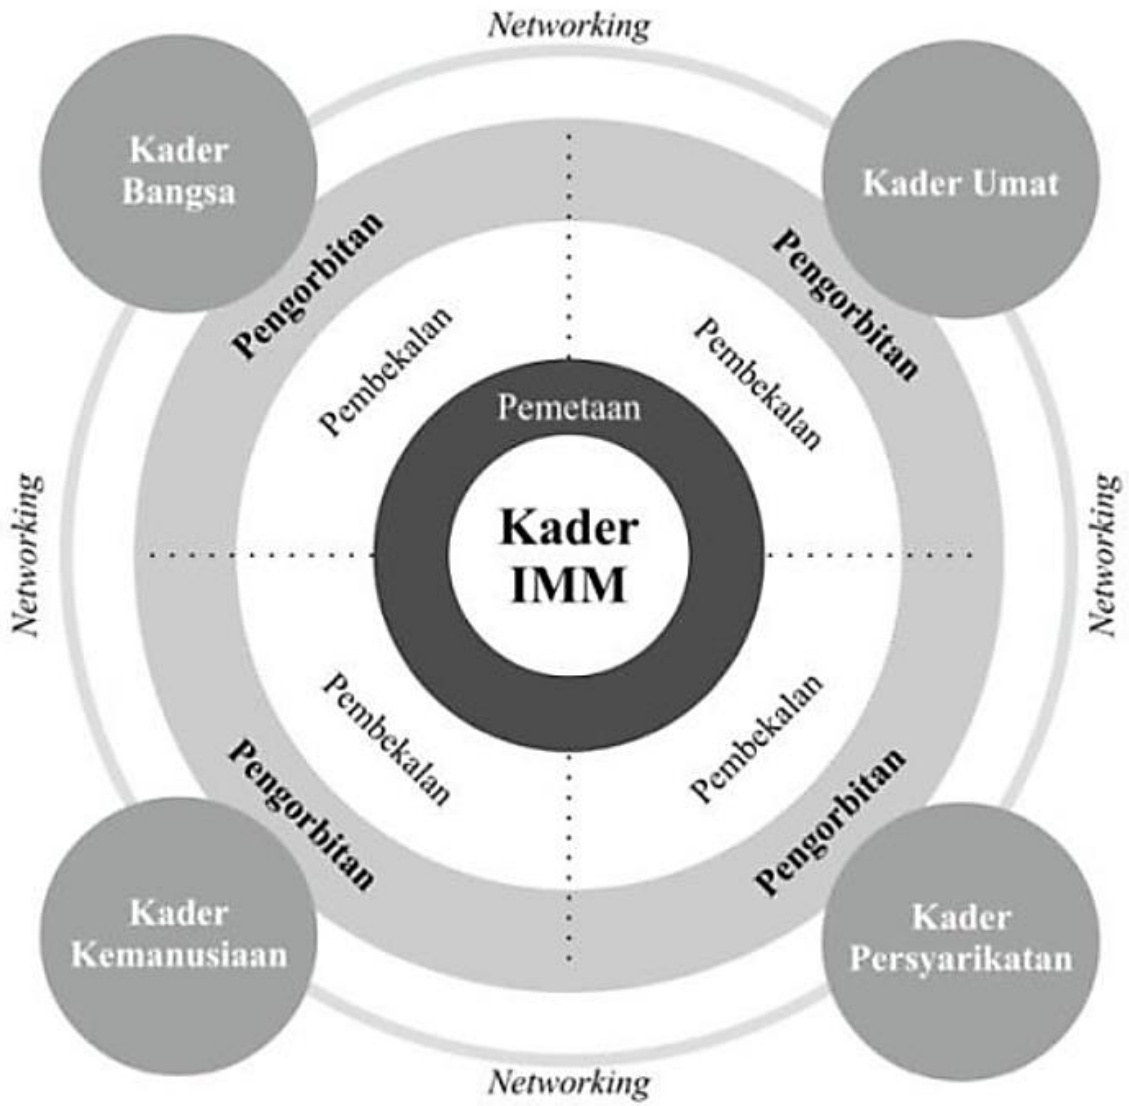 Networking
Kader
Bangsa
Kader Umat
Pengorbitan
Pengorbitan
Pembekalan
Pembekalan
Pemetaan
Kader
IMM
Networking
Networking
Pembekalan
Pembekalan
Pengorbitan
Pengorbitan
Kader
Kemanusiaan
Kader
Persyarikatan
Networking